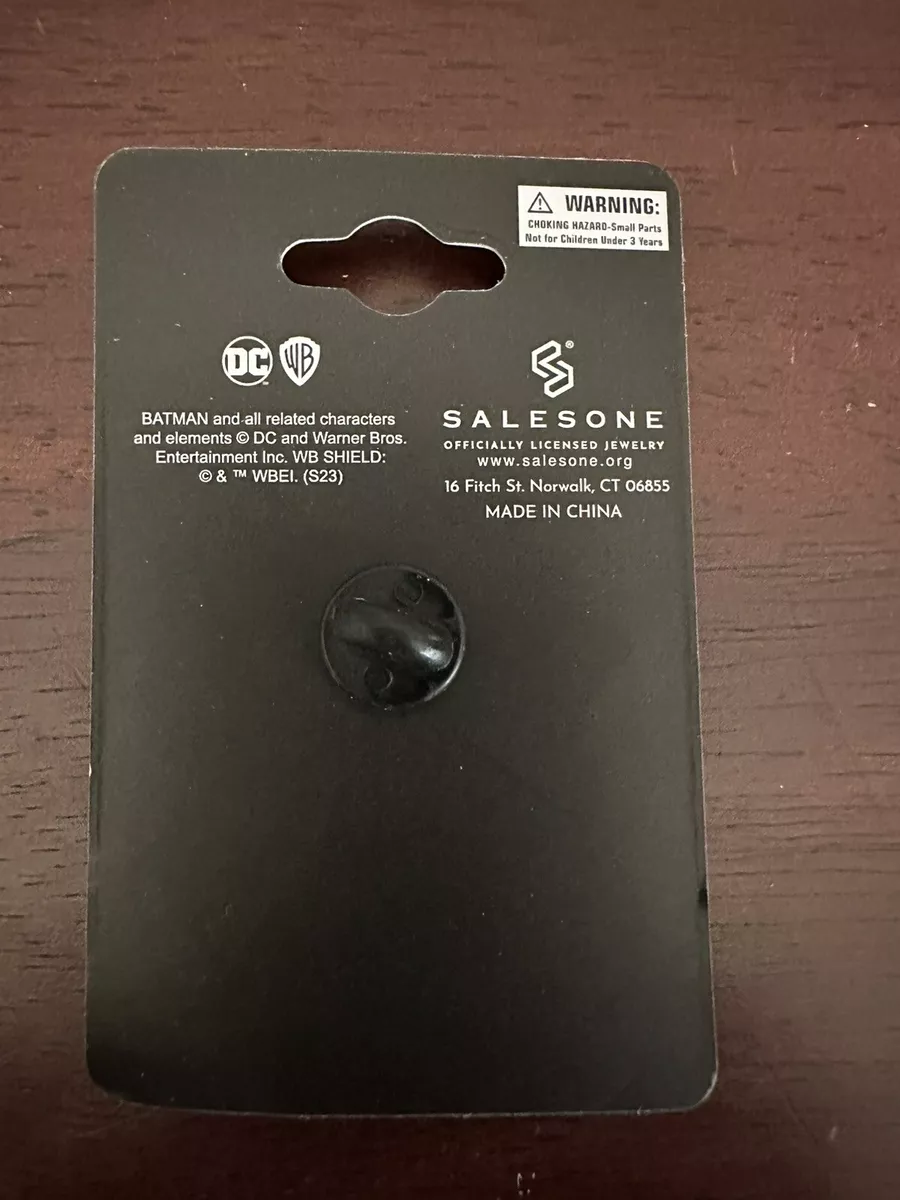 WARNING:
CHOKING HAZARD-Small Parts
Not for Children Under 3 Years
DC
WB
BATMAN and all related characters
and elements © DC and Warner Bros.
Entertainment Inc. WB SHIELD:
© & ™ WBEI. (S23)
®
SALESONE
OFFICIALLY LICENSED JEWELRY
www.salesone.org
16 Fitch St. Norwalk, CT 06855
MADE IN CHINA